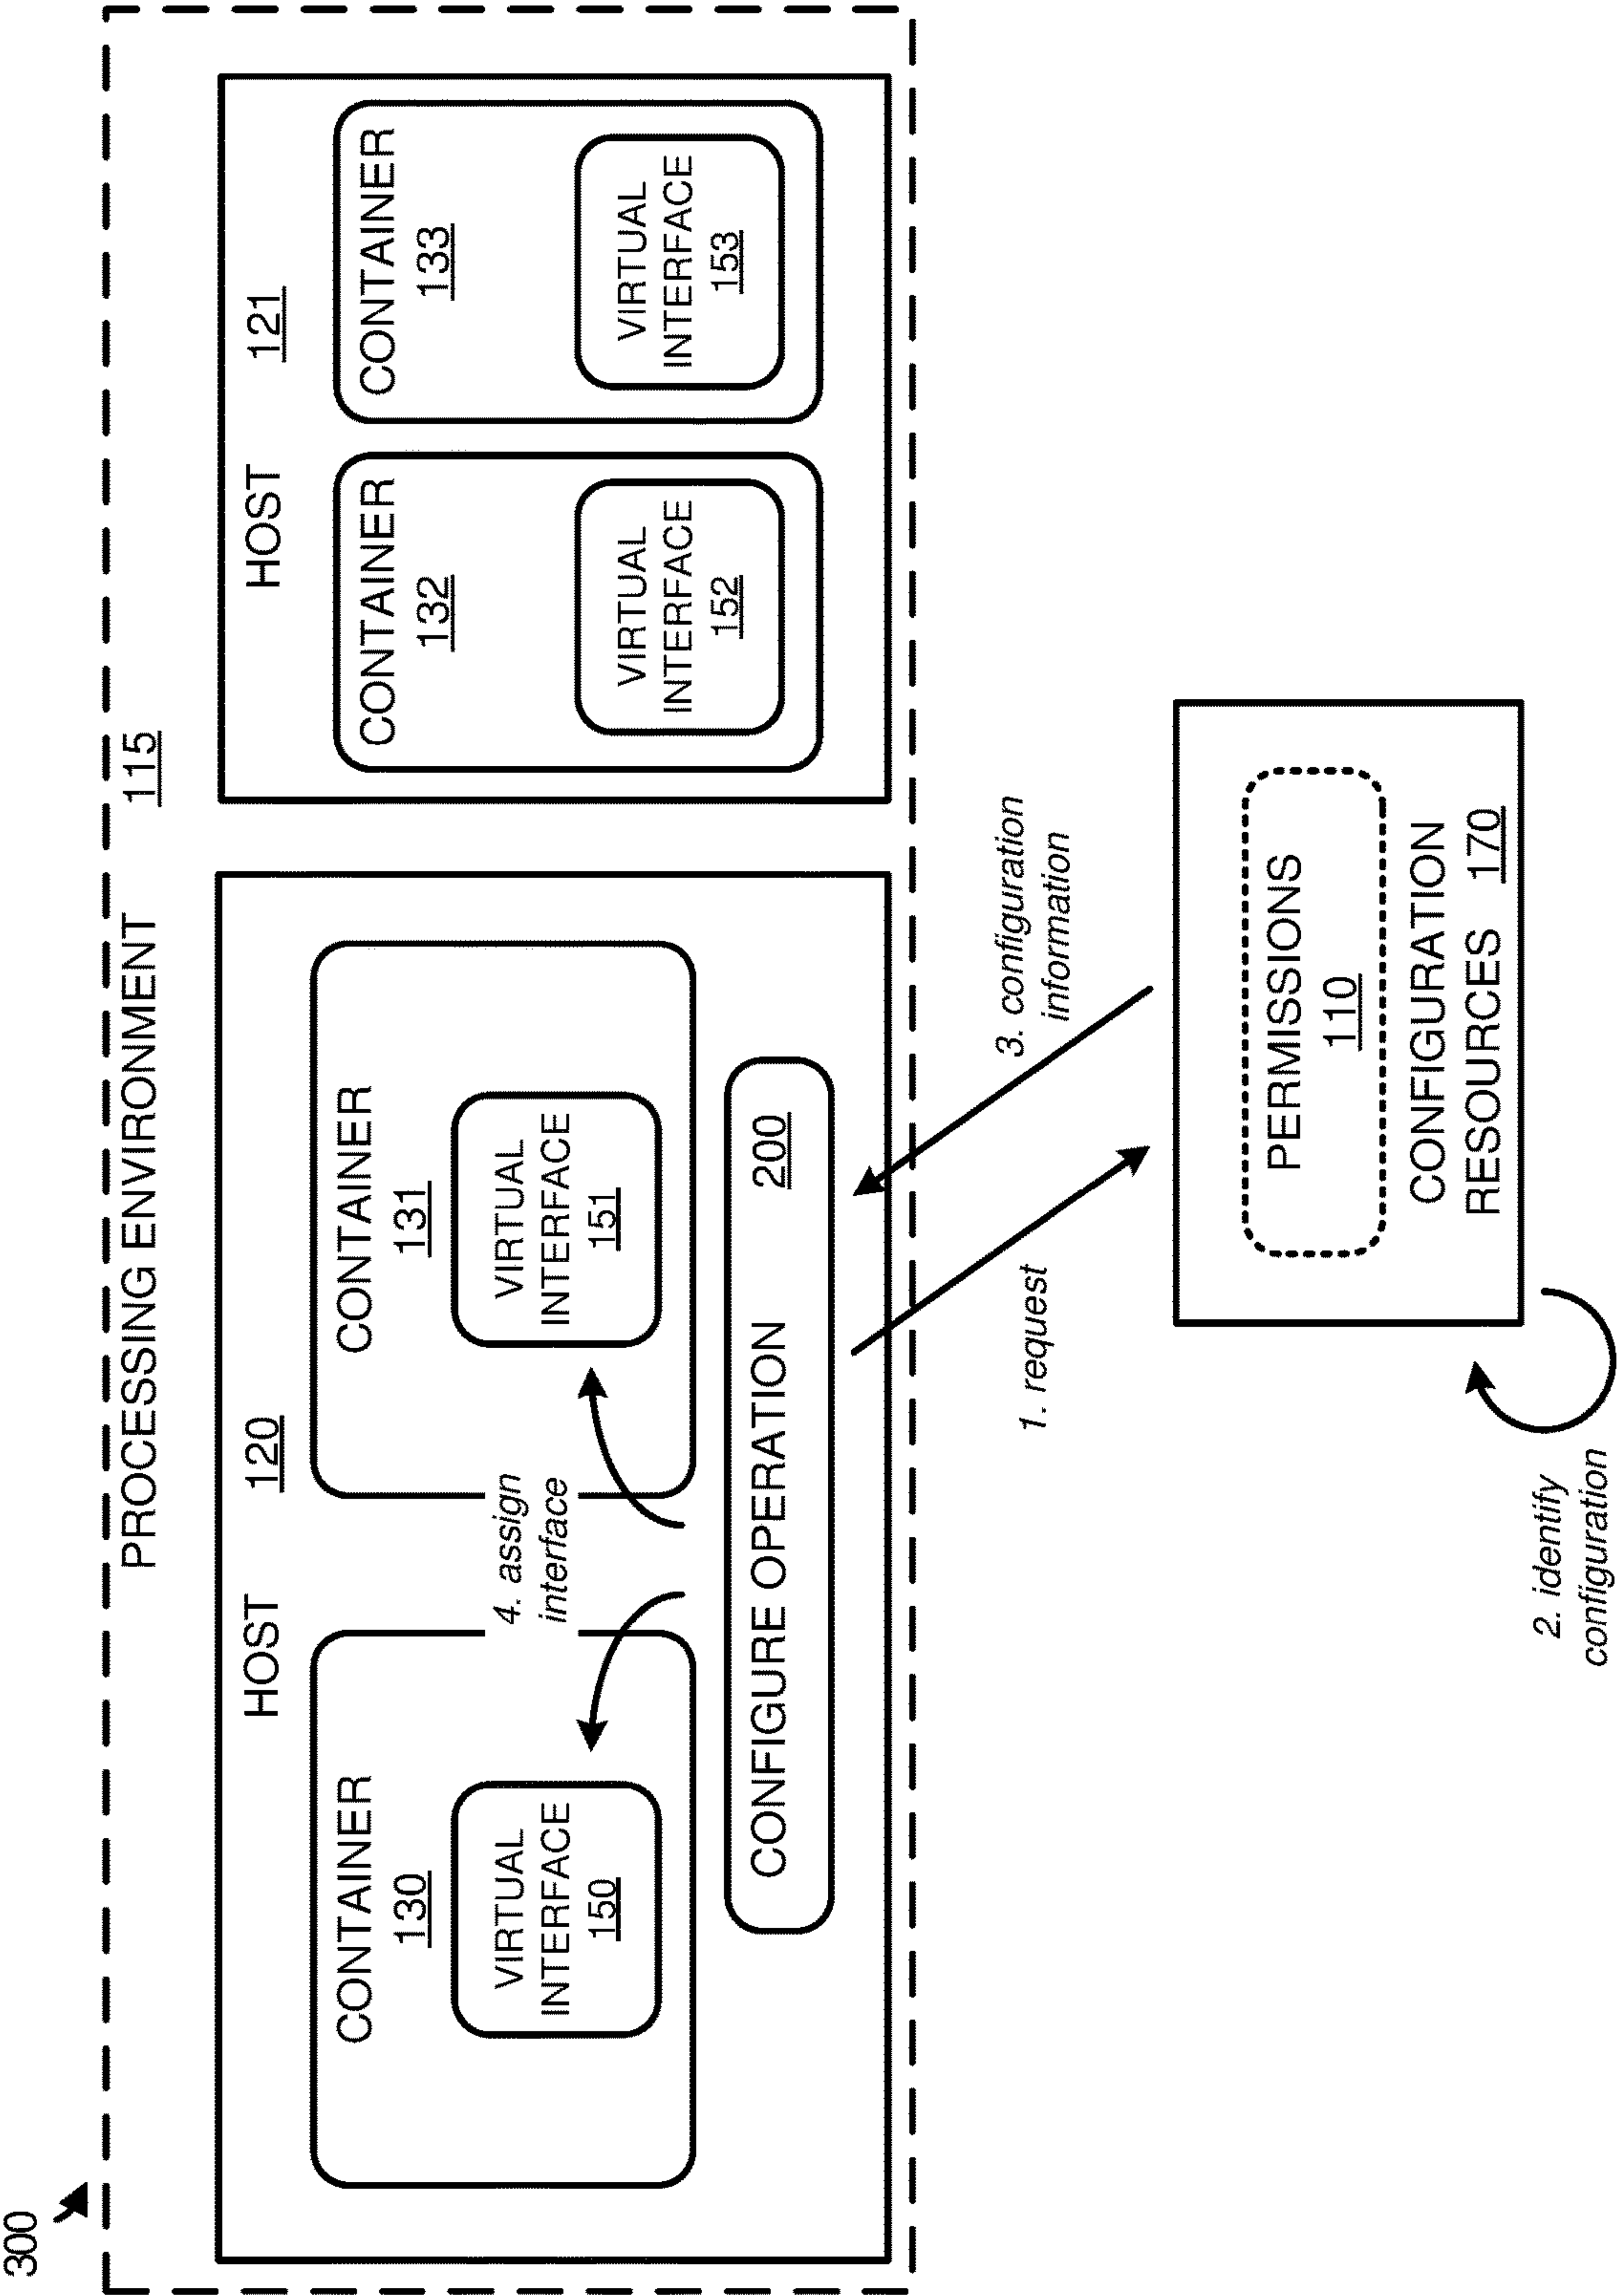 300
PROCESSING ENVIRONMENT 115
HOST 120
CONTAINER
130
VIRTUAL
INTERFACE
150
4. assign
interface
CONTAINER
131
VIRTUAL
INTERFACE
151
CONFIGURE OPERATION 200
HOST 121
CONTAINER
132
VIRTUAL
INTERFACE
152
CONTAINER
133
VIRTUAL
INTERFACE
153
1. request
3. configuration
information
2. identify
configuration
PERMISSIONS
110
CONFIGURATION
RESOURCES 170